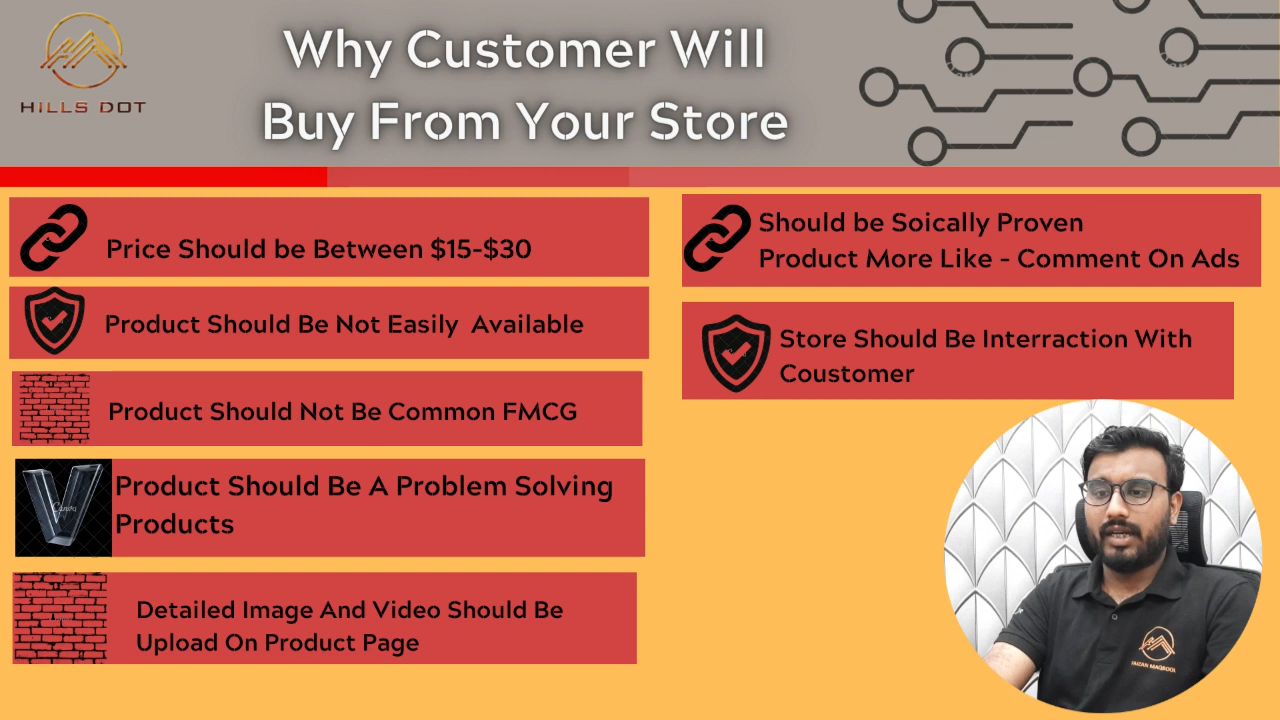 HILLS DOT
Why Customer Will
Buy From Your Store
Price Should be Between $15-$30
Product Should Be Not Easily Available
Product Should Not Be Common FMCG
Product Should Be A Problem Solving
Products
Canva
Detailed Image And Video Should Be
Upload On Product Page
Should be Soically Proven
Product More Like - Comment On Ads
Store Should Be Interraction With
Coustomer
FAIZAN MAQBOOL